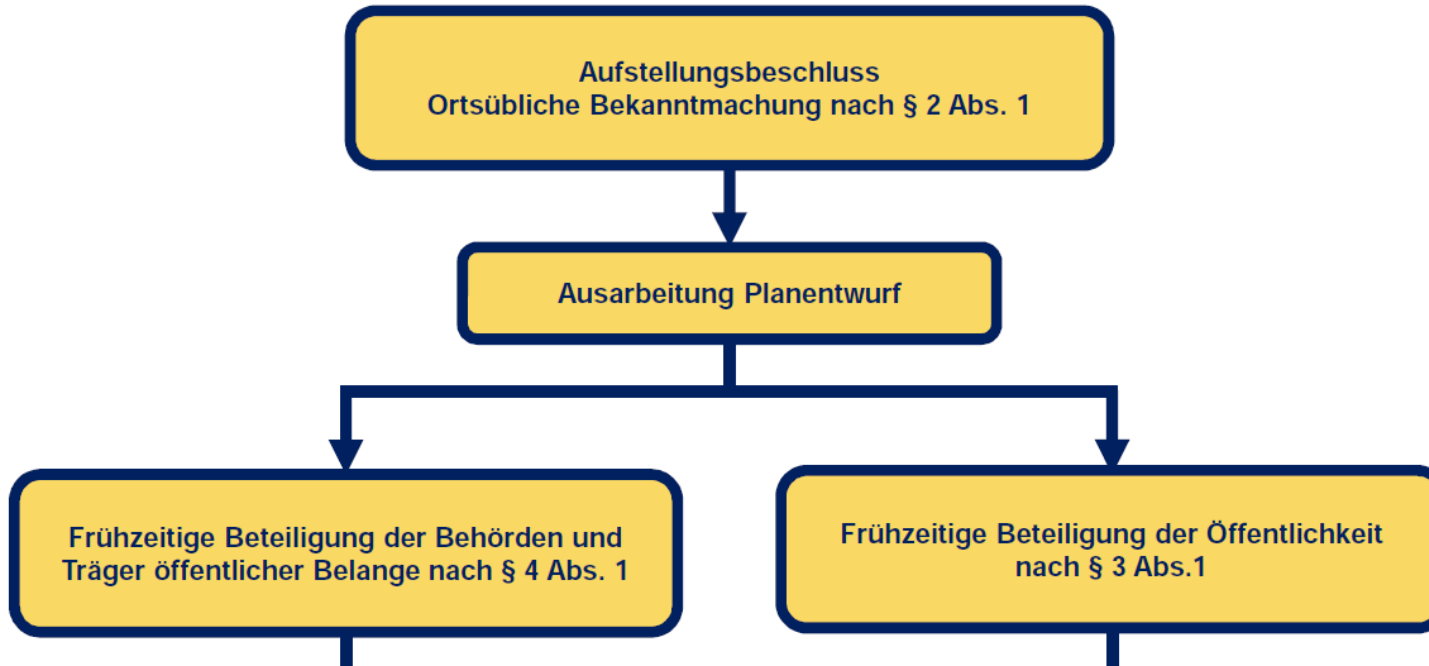 Aufstellungsbeschluss
Ortsübliche Bekanntmachung nach § 2 Abs. 1
Ausarbeitung Planentwurf
Frühzeitige Beteiligung der Behörden und
Träger öffentlicher Belange nach § 4 Abs. 1
Frühzeitige Beteiligung der Öffentlichkeit
nach § 3 Abs.1